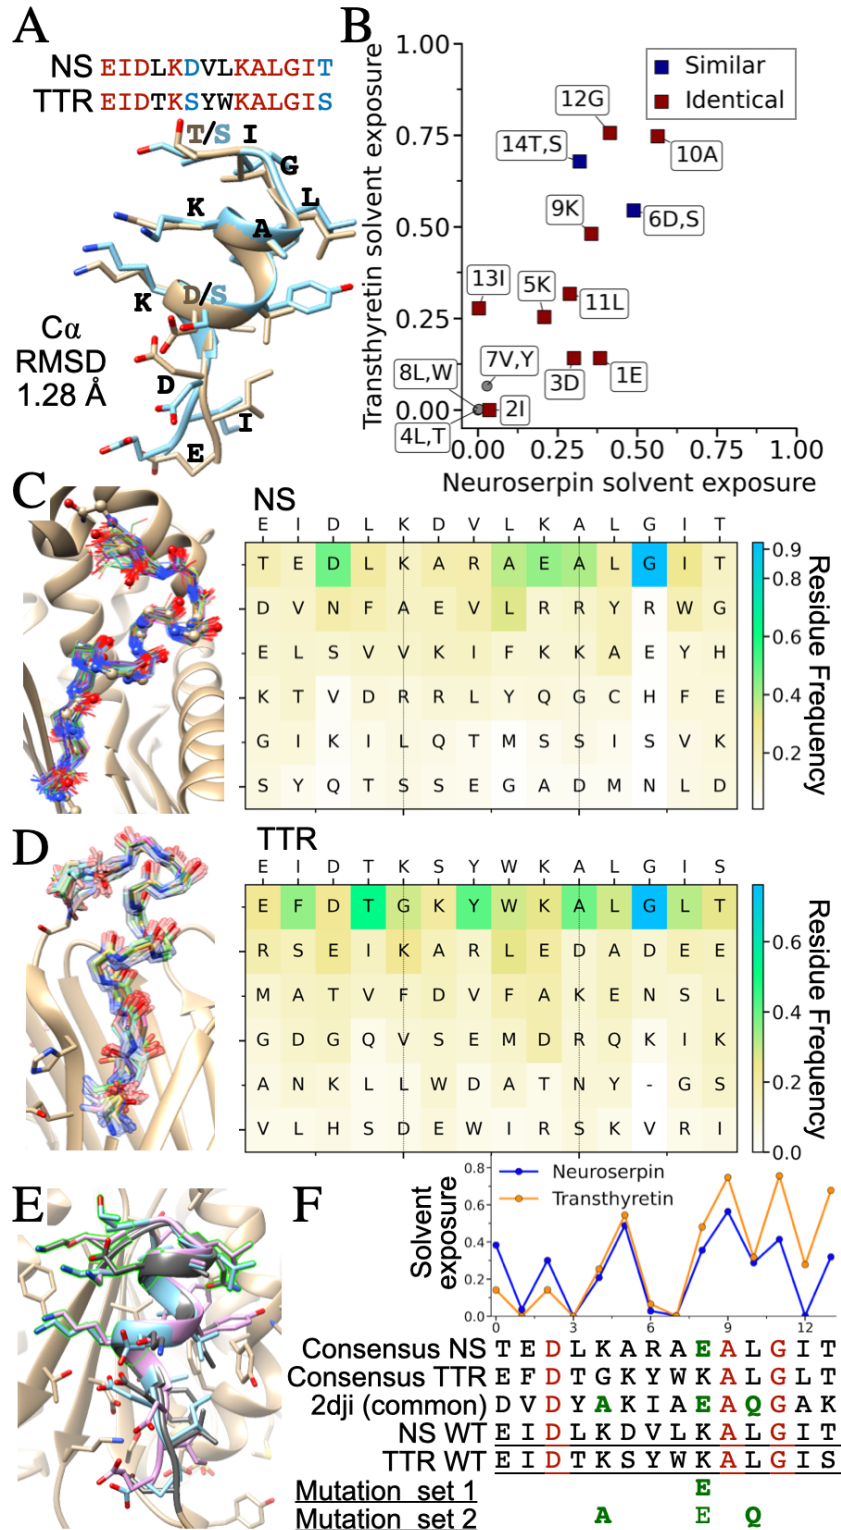 A
NS EIDLKDVLKALGIT
TTR EIDTKSYWKALGIS
T/S I
G
L
K
A
K
D/S
Cα
RMSD
1.28 Å
D
I
E
B
Transthyretin solvent exposure
1.00
0.75
0.50
0.25
0.00
Similar
Identical
12G
10A
14T,S
6D,S
9K
13I
5K
11L
7V,Y
8L,W
3D
1E
2I
4L,T
0.00 0.25 0.50 0.75 1.00
Neuroserpin solvent exposure
C
NS
E I D L K D V L K A L G I T
T E D L K A R A E A L G I T
D V N F A E V L R R Y R W G
E L S V V K I F K K A E Y H
K T V D R R L Y Q G C H F E
G I K I L Q T M S S I S V K
S Y Q T S S E G A D M N L D
0.9
0.8
0.6
0.4
0.2
Residue Frequency
D
TTR
E I D T K S Y W K A L G I S
E F D T G K Y W K A L G L T
R S E I K A R L E D A D E E
M A T V F D V F A K E N S L
G D G Q V S E M D R Q K I K
A N K L L W D A T N Y - G S
V L H S D E W I R S K V R I
0.6
0.4
0.2
0.0
Residue Frequency
E
F
Solvent
exposure
0.8
0.6
0.4
0.2
0.0
Neuroserpin
Transthyretin
0 3 6 9 12
Consensus NS T E D L K A R A E A L G I T
Consensus TTR E F D T G K Y W K A L G L T
2dji (common) D V D Y A K I A E A Q G A K
NS WT E I D L K D V L K A L G I T
TTR WT E I D T K S Y W K A L G I S
Mutation set 1 E
Mutation set 2 A E Q